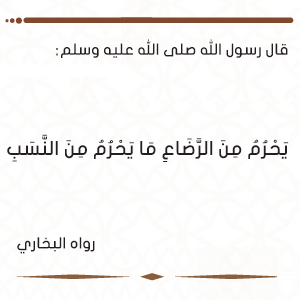 قال رسول الله صلى الله عليه وسلم:
يَحْرُمُ مِنَ الرَّضَاعِ مَا يَحْرُمُ مِنَ النَّسَبِ
رواه البخاري